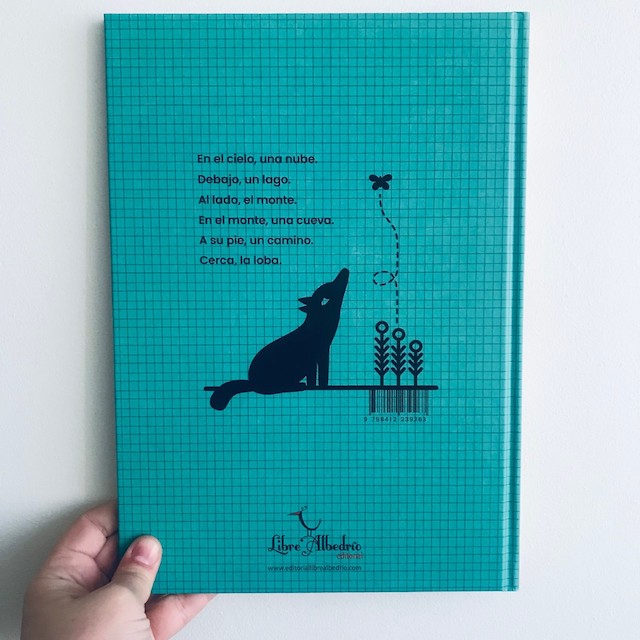 En el cielo, una nube.
Debajo, un lago.
Al lado, el monte.
En el monte, una cueva.
A su pie, un camino.
Cerca, la loba.
Libre Albedrío
editorial
www.editoriallibrealbedrio.com